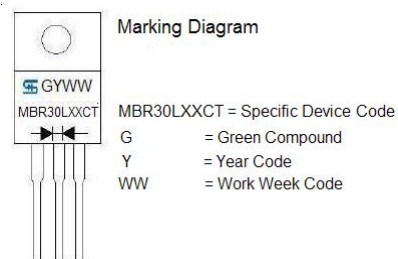 Marking Diagram
GYWW
MBR30LXXCT
MBR30LXXCT = Specific Device Code
G = Green Compound
Y = Year Code
WW = Work Week Code